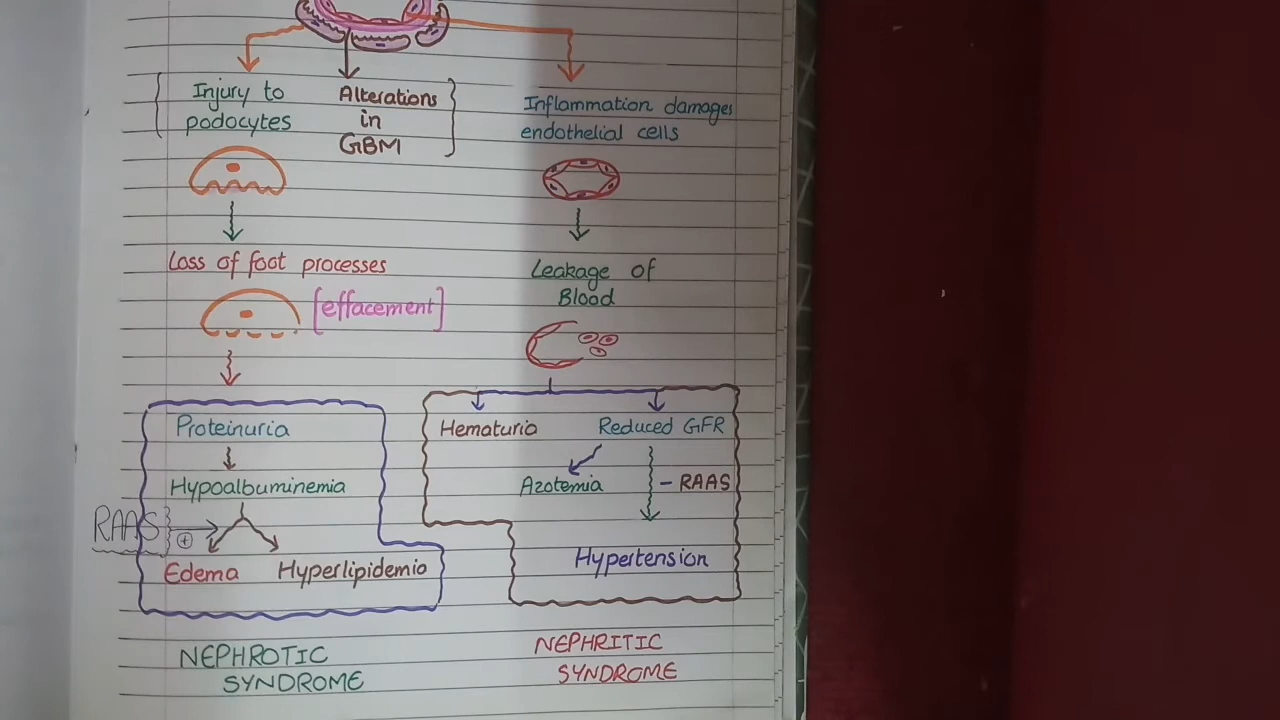 Injury to
podocytes
Alterations
in
GBM
Inflammation damages
endothelial cells
Loss of foot processes
[effacement]
Leakage of
Blood
Proteinuria
Hypoalbuminemia
RAAS
+
Edema
Hyperlipidemia
Hematuria
Reduced GFR
Azotemia
- RAAS
Hypertension
NEPHROTIC
SYNDROME
NEPHRITIC
SYNDROME